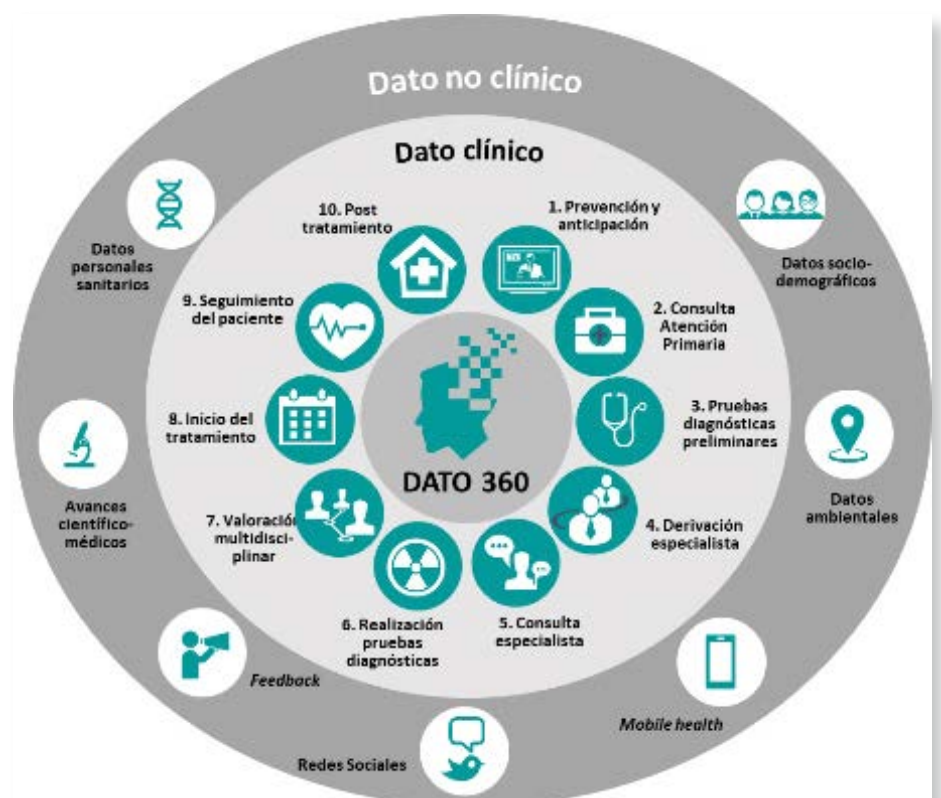 Dato no clínico
Dato clínico
1. Prevención y
anticipación
2. Consulta
Atención
Primaria
3. Pruebas
diagnósticas
preliminares
4. Derivación
especialista
5. Consulta
especialista
6. Realización
pruebas
diagnósticas
7. Valoración
multidisci-
plinar
8. Inicio del
tratamiento
9. Seguimiento
del paciente
10. Post
tratamiento
DATO 360
Datos socio-
demográficos
Datos
ambientales
Mobile health
Redes Sociales
Feedback
Avances
científico-
médicos
Datos
personales
sanitarios